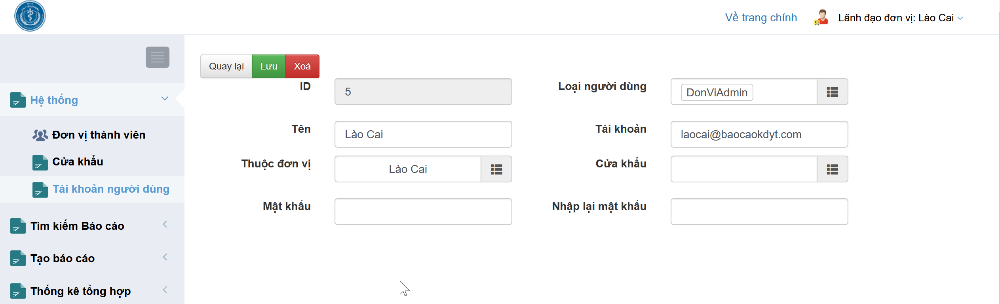 Về trang chính
Lãnh đạo đơn vị: Lào Cai
Hệ thống
Đơn vị thành viên
Cửa khẩu
Tài khoản người dùng
Tìm kiếm Báo cáo
Tạo báo cáo
Thống kê tổng hợp
Quay lại Lưu Xoá
ID 5 Loại người dùng DonViAdmin
Tên Lào Cai Tài khoản laocai@baocaokdyt.com
Thuộc đơn vị Lào Cai Cửa khẩu
Mật khẩu Nhập lại mật khẩu